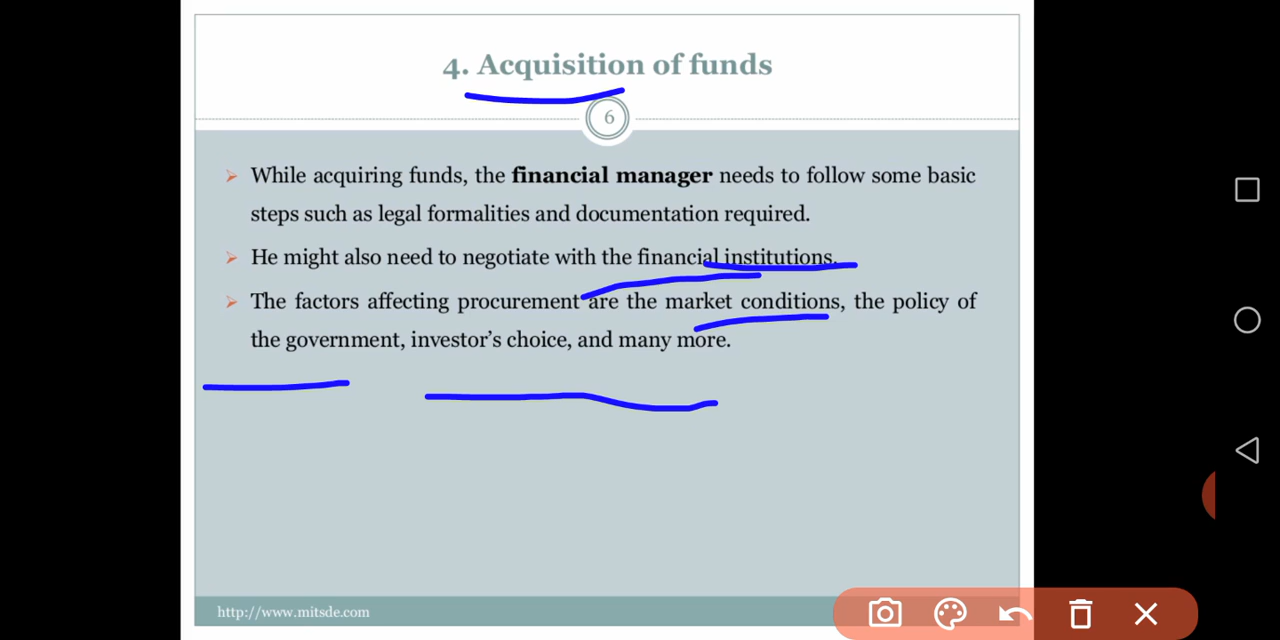 4. Acquisition of funds
6
While acquiring funds, the financial manager needs to follow some basic
steps such as legal formalities and documentation required.
He might also need to negotiate with the financial institutions.
The factors affecting procurement are the market conditions, the policy of
the government, investor's choice, and many more.
http://www.mitsde.com